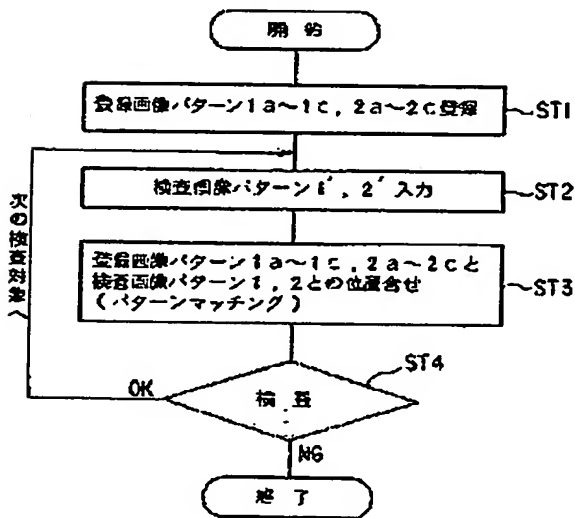 開始
登録画像パターン1a～1c，2a～2c登録
ST1
検査画像パターン1′，2′入力
ST2
登録画像パターン1a～1c，2a～2cと
検査画像パターン1，2との位置合せ
(パターンマッチング)
ST3
次の検査対象へ
ST4
OK
検査
NG
終了